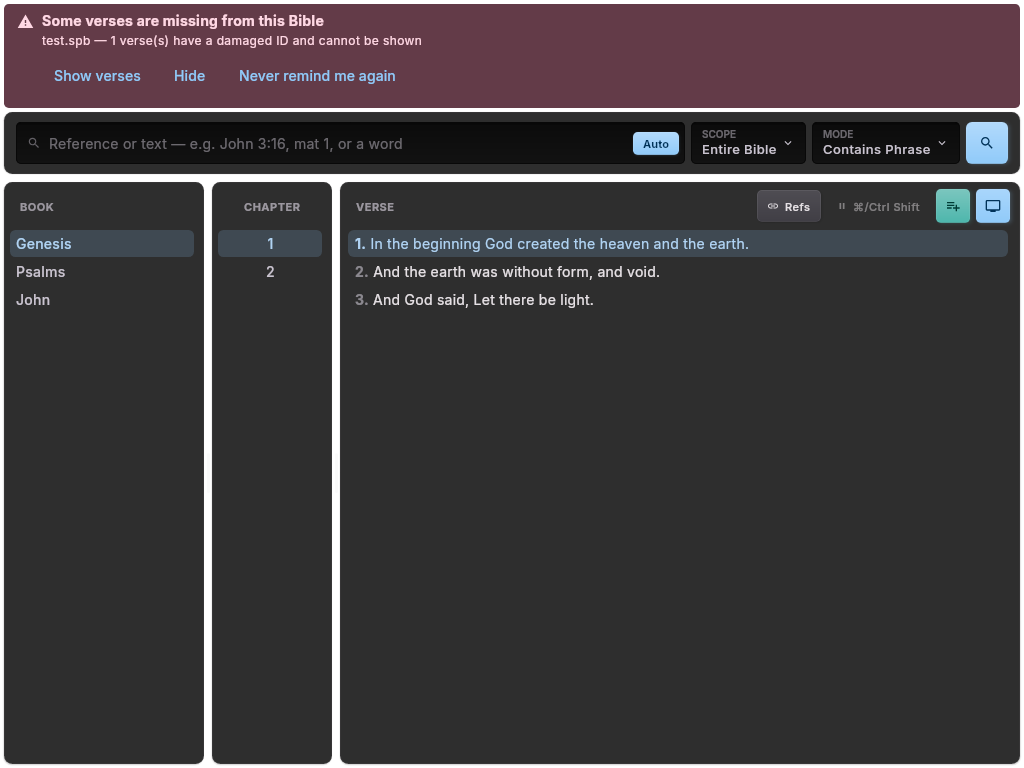 Some verses are missing from this Bible
test.spb — 1 verse(s) have a damaged ID and cannot be shown
Show verses Hide Never remind me again
Reference or text — e.g. John 3:16, mat 1, or a word
Auto
SCOPE
Entire Bible
MODE
Contains Phrase
BOOK
Genesis
Psalms
John
CHAPTER
1
2
VERSE
Refs
⌘/Ctrl Shift
1. In the beginning God created the heaven and the earth.
2. And the earth was without form, and void.
3. And God said, Let there be light.